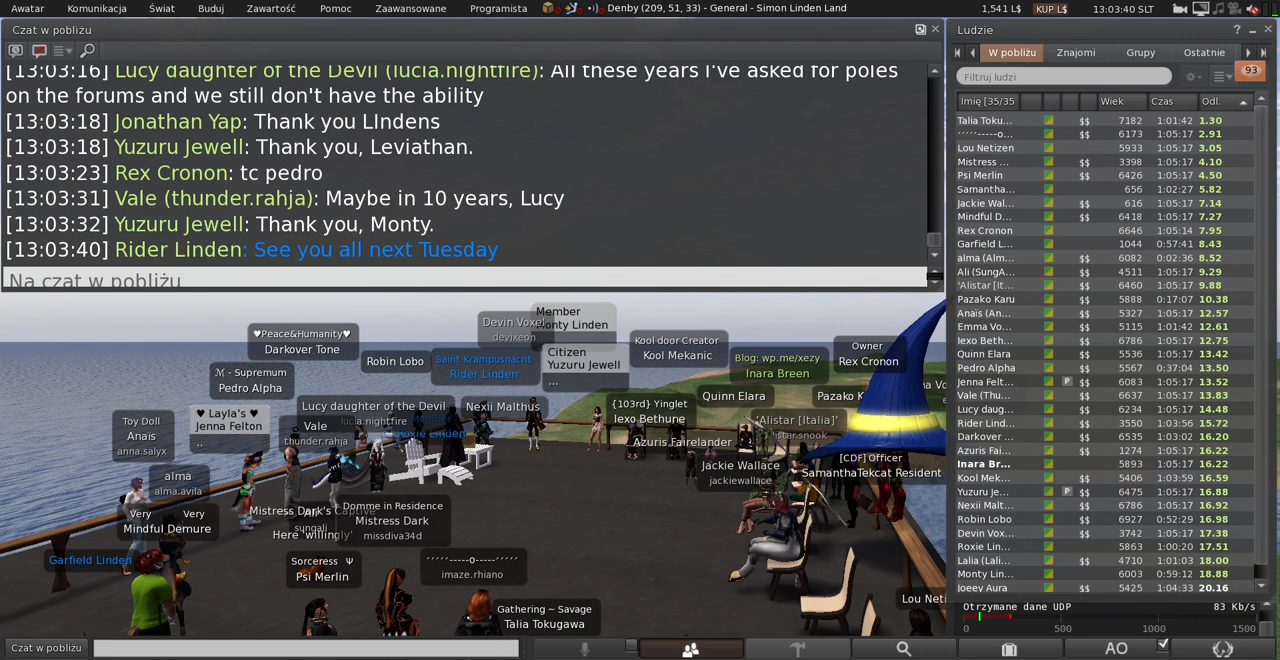 Awatar Komunikacja Świat Buduj Zawartość Pomoc Zaawansowane Programista Denby (209, 51, 33) - General - Simon Linden Land 1,541 L$ KUP L$ 13:03:40 SLT
Czat w pobliżu
[13:03:16] Lucy daughter of the Devil (lucia.nightfire): All these years I've asked for poles
on the forums and we still don't have the ability
[13:03:18] Jonathan Yap: Thank you LIndens
[13:03:18] Yuzuru Jewell: Thank you, Leviathan.
[13:03:23] Rex Cronon: tc pedro
[13:03:31] Vale (thunder.rahja): Maybe in 10 years, Lucy
[13:03:32] Yuzuru Jewell: Thank you, Monty.
[13:03:40] Rider Linden: See you all next Tuesday
Na czat w pobliżu
Member
Monty Linden
Devin Voxel
devixeon
♥Peace&Humanity♥
Darkover Tone
Robin Lobo
Saint Krampusnacht
Rider Linden
Citizen
Yuzuru Jewell
...
Kool door Creator
Kool Mekanic
Blog: wp.me/xezy
Inara Breen
Owner
Rex Cronon
ℳ - Supremum
Pedro Alpha
Quinn Elara
Pazako K
Toy Doll
Anaïs
anna.salyx
♥ Layla's ♥
Jenna Felton
..
Lucy daughter of the Devil
lucia.nightfire
Vale
thunder.rahja
Nexii Malthus
Roxie Linden
{103rd} Yinglet
Iexo Bethune
Azuris Fairelander
'Alistar [Italia]'
alistar.snook
Jackie Wallace
jackiewallace
[CDF] Officer
SamanthaTekcat Resident
alma
alma.avila
Very Very
Mindful Demure
Mistress Dark's Captive
sungali
Here 'willingly'
Domme in Residence
Mistress Dark
missdiva34d
Garfield Linden
Sorceress Ψ
Psi Merlin
′′′′′-----o-----′′′′′
imaze.rhiano
Gathering ~ Savage
Talia Tokugawa
Lou Neti
Czat w pobliżu
AO
Ludzie
W pobliżu Znajomi Grupy Ostatnie
Filtruj ludzi
93
Imię [35/35 Wiek Czas Odl.
Talia Toku... $$ 7182 1:01:42 1.30
′′′′′-----o... $$ 6173 1:05:17 2.91
Lou Netizen 5933 1:05:17 3.05
Mistress ... $$ 3398 1:05:17 4.10
Psi Merlin $$ 6426 1:05:17 4.50
Samantha... 656 1:02:27 5.82
Jackie Wal... $$ 616 1:05:17 7.14
Mindful D... $$ 6418 1:05:17 7.27
Rex Cronon 6646 1:05:14 7.95
Garfield L... 1044 0:57:41 8.43
alma (Alm... $$ 6082 0:02:36 8.52
Ali (SungA... $$ 4511 1:05:17 9.29
'Alistar [It... $$ 6460 1:05:17 9.88
Pazako Karu 5888 0:17:07 10.38
Anaïs (An... $$ 5327 1:05:17 12.57
Emma Vo... $$ 5115 1:01:42 12.61
Iexo Beth... $$ 6786 1:05:17 12.75
Quinn Elara $$ 5536 1:05:17 13.42
Pedro Alpha $$ 5567 0:37:04 13.50
Jenna Felt... P $$ 6083 1:05:17 13.52
Vale (Thu... $$ 6637 1:05:17 13.83
Lucy daug... $$ 6234 1:05:17 14.48
Rider Lind... $$ 3550 1:03:56 15.72
Darkover ... $$ 6535 1:03:02 16.20
Azuris Fai... $$ 1274 1:05:17 16.22
Inara Br... 5893 1:05:17 16.22
Kool Mek... $$ 5406 1:03:59 16.59
Yuzuru Je... P $$ 6475 1:05:17 16.88
Nexii Malt... $$ 6786 1:05:17 16.92
Robin Lobo $$ 6927 0:52:29 16.98
Devin Vox... $$ 3742 1:05:17 17.38
Roxie Lin... 5863 1:00:20 17.51
Lalia (Lali... $$ 4710 1:01:03 18.00
Monty Lin... 6003 0:59:12 18.88
Joeey Aura $$ 5425 1:04:33 20.16
Otrzymane dane UDP 83 Kb/s
0 500 1000 1500